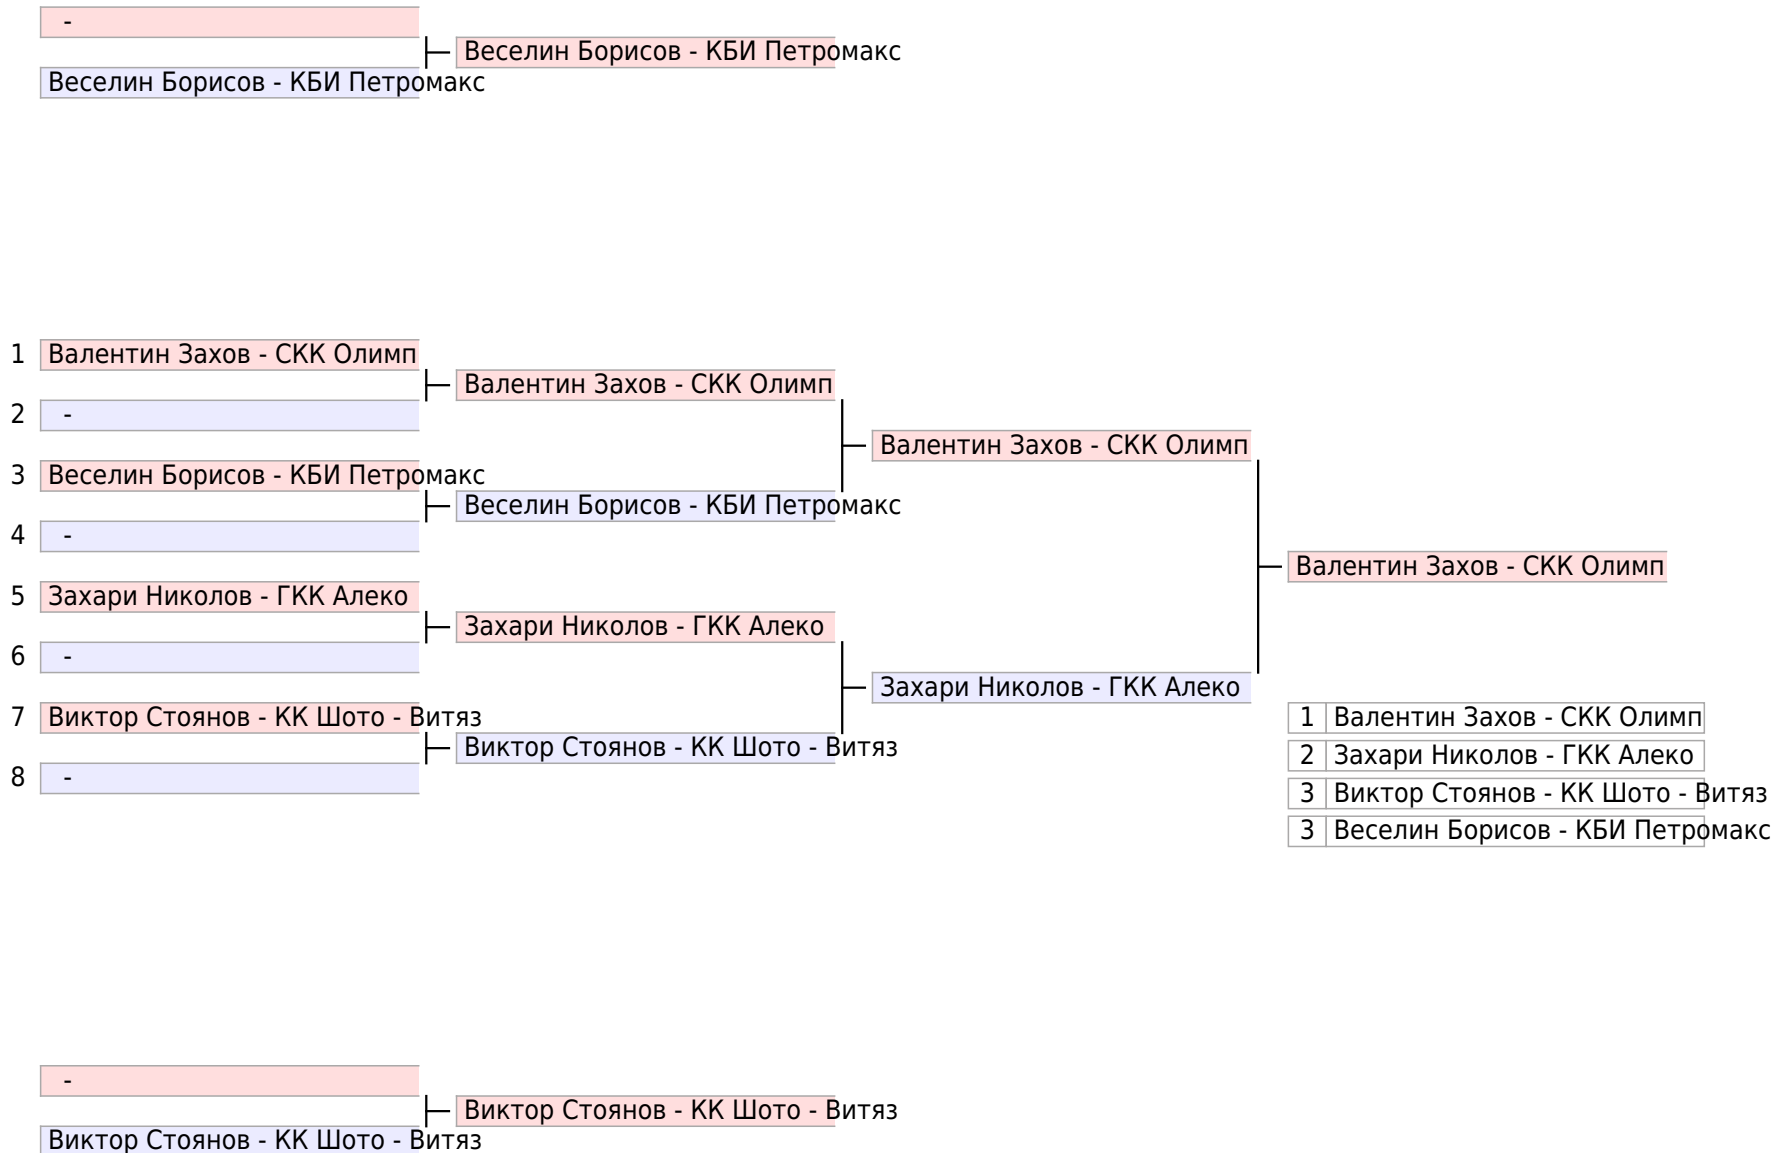 -
Веселин Борисов - КБИ Петромакс
Веселин Борисов - КБИ Петромакс
1 Валентин Захов - СКК Олимп
Валентин Захов - СКК Олимп
2 -
Валентин Захов - СКК Олимп
3 Веселин Борисов - КБИ Петромакс
Веселин Борисов - КБИ Петромакс
4 -
Валентин Захов - СКК Олимп
5 Захари Николов - ГКК Алеко
Захари Николов - ГКК Алеко
6 -
Захари Николов - ГКК Алеко
7 Виктор Стоянов - КК Шото - Витяз
Виктор Стоянов - КК Шото - Витяз
8 -
1 Валентин Захов - СКК Олимп
2 Захари Николов - ГКК Алеко
3 Виктор Стоянов - КК Шото - Витяз
3 Веселин Борисов - КБИ Петромакс
-
Виктор Стоянов - КК Шото - Витяз
Виктор Стоянов - КК Шото - Витяз